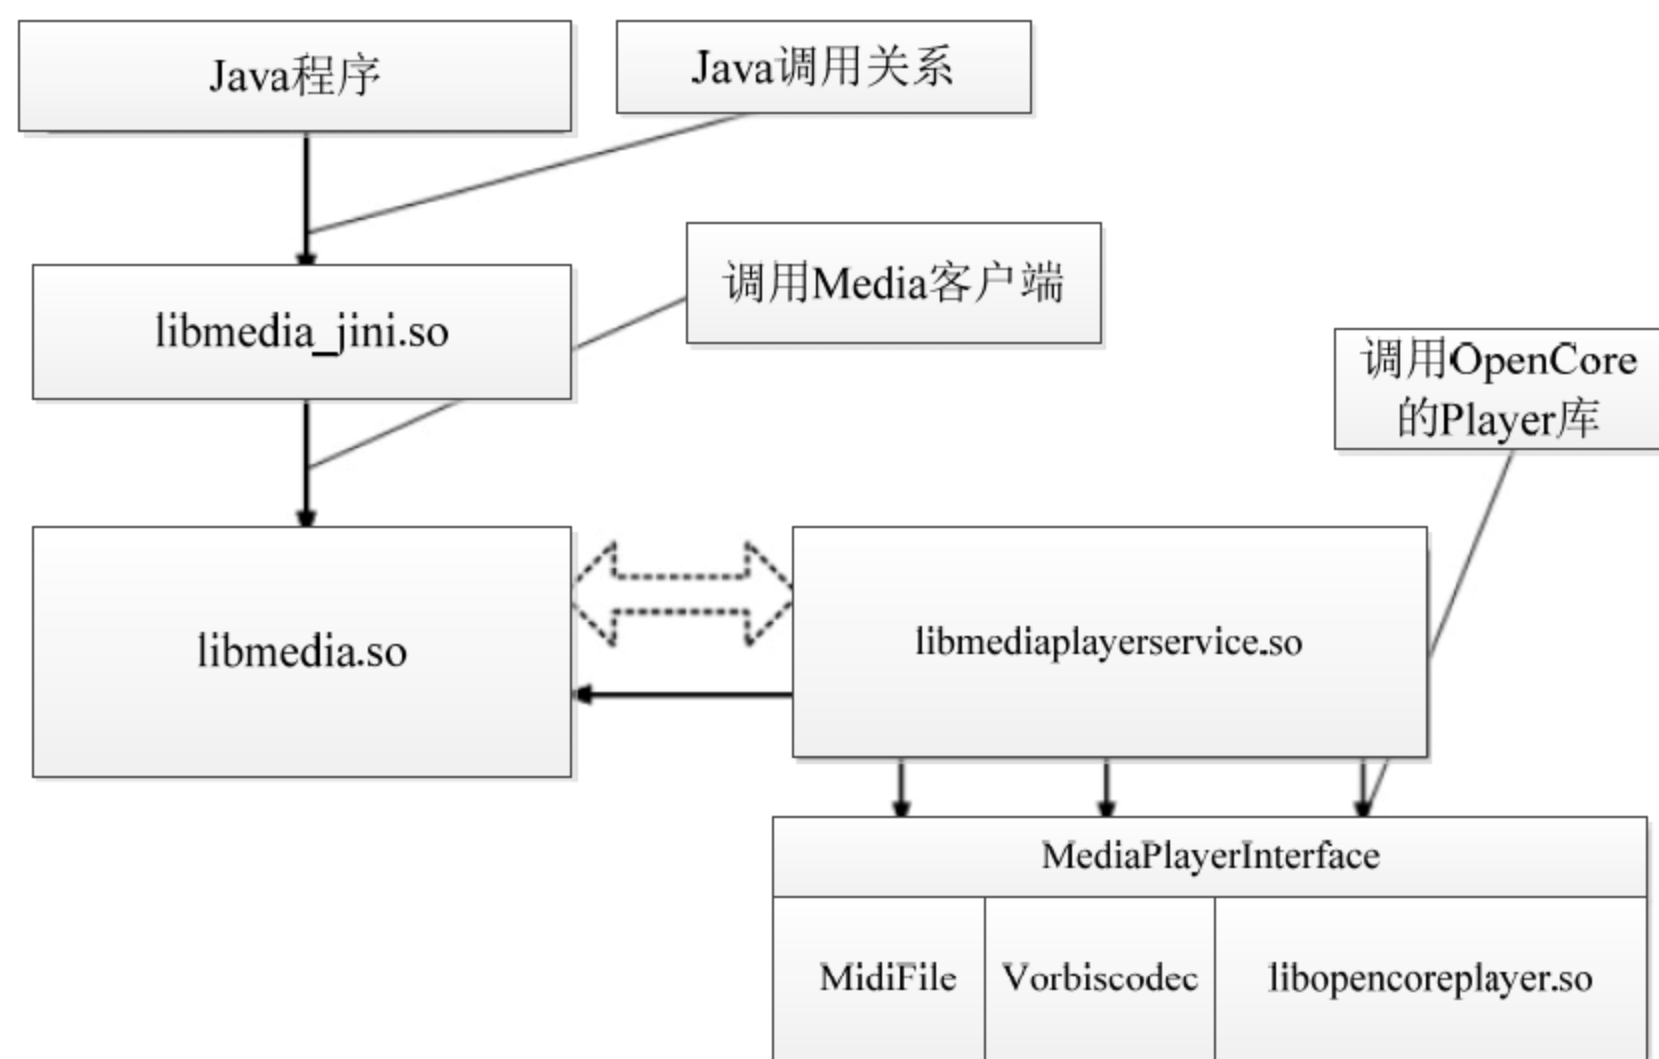 Java程序
Java调用关系
libmedia_jini.so
调用Media客户端
调用OpenCore
的Player库
libmedia.so
libmediaplayerservice.so
MediaPlayerInterface
MidiFile
Vorbiscodec
libopencoreplayer.so